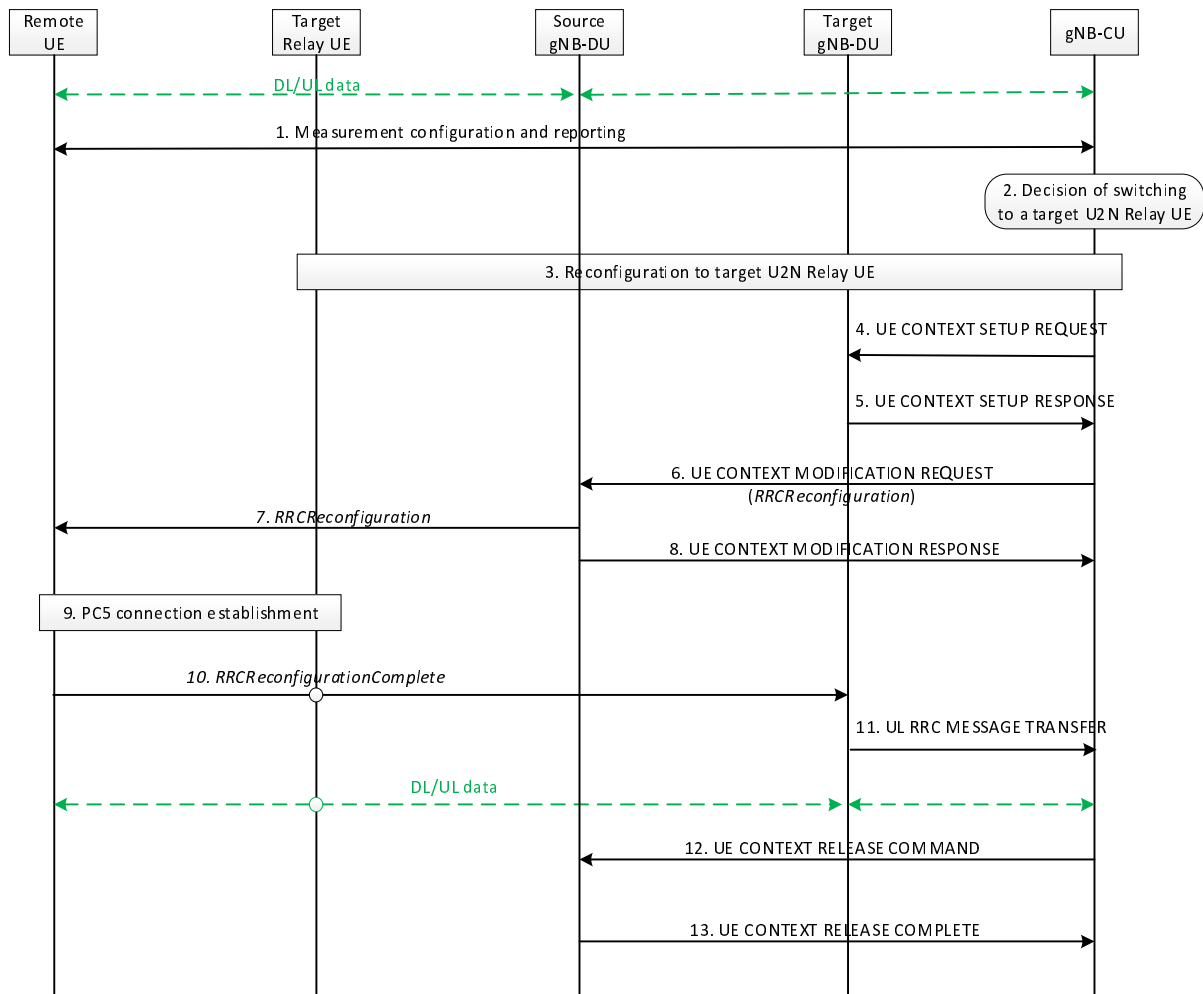 Remote
UE
Target
Relay UE
Source
gNB-DU
Target
gNB-DU
gNB-CU
DL/UL data
1. Measurement configuration and reporting
2. Decision of switching
to a target U2N Relay UE
3. Reconfiguration to target U2N Relay UE
4. UE CONTEXT SETUP REQUEST
5. UE CONTEXT SETUP RESPONSE
6. UE CONTEXT MODIFICATION REQUEST
(RRCReconfiguration)
7. RRCReconfiguration
8. UE CONTEXT MODIFICATION RESPONSE
9. PC5 connection establishment
10. RRCReconfigurationComplete
11. UL RRC MESSAGE TRANSFER
DL/UL data
12. UE CONTEXT RELEASE COMMAND
13. UE CONTEXT RELEASE COMPLETE